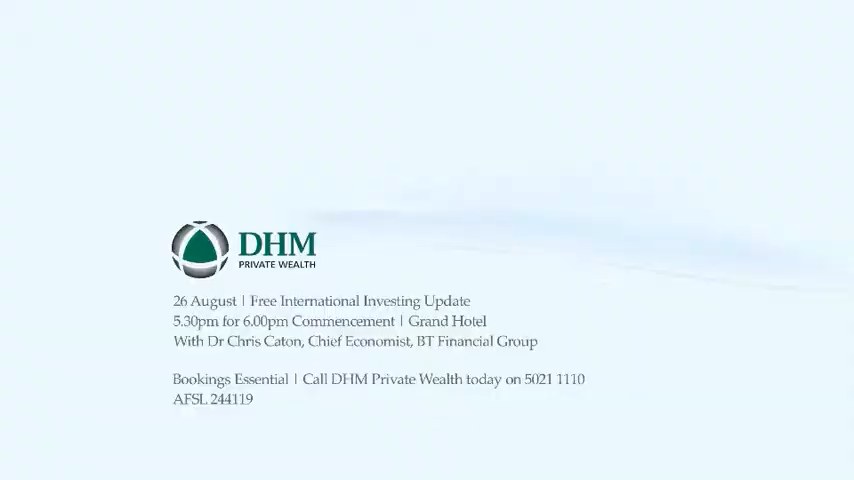 DHM
PRIVATE WEALTH
26 August | Free International Investing Update
5.30pm for 6.00pm Commencement | Grand Hotel
With Dr Chris Caton, Chief Economist, BT Financial Group
Bookings Essential | Call DHM Private Wealth today on 5021 1110
AFSL 244119